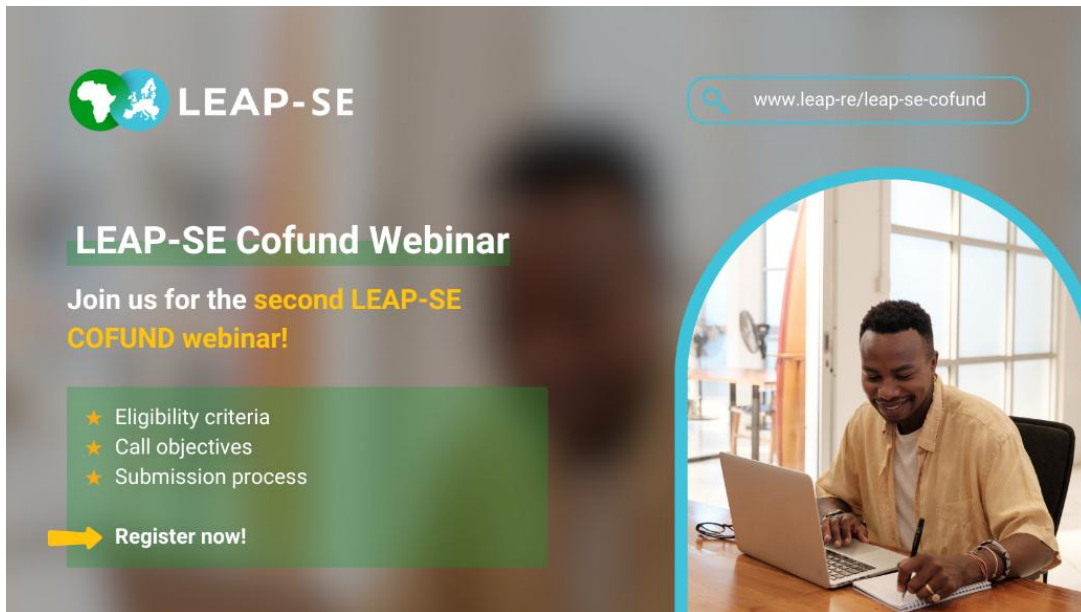 LEAP-SE
www.leap-re/leap-se-cofund
LEAP-SE Cofund Webinar
Join us for the second LEAP-SE
COFUND webinar!
Eligibility criteria
Call objectives
Submission process
Register now!